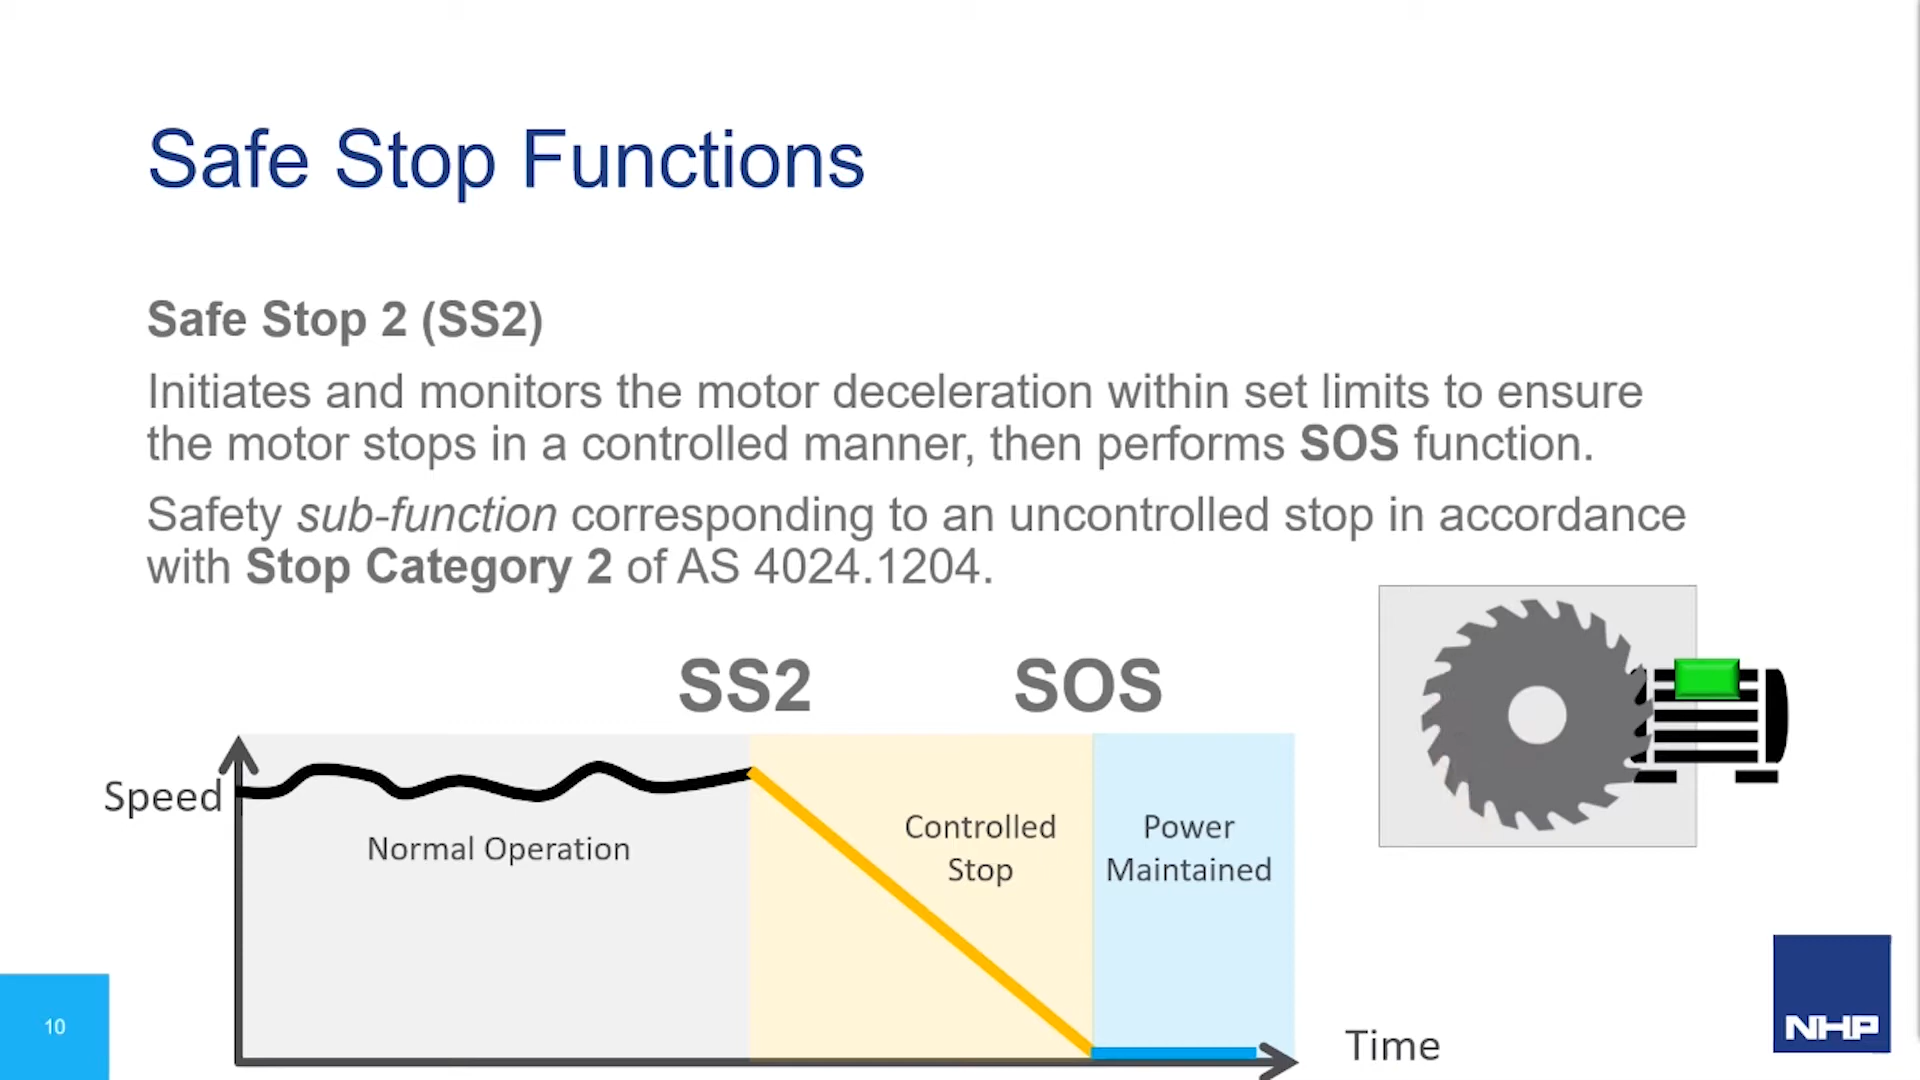 Safe Stop Functions
Safe Stop 2 (SS2)
Initiates and monitors the motor deceleration within set limits to ensure
the motor stops in a controlled manner, then performs SOS function.
Safety sub-function corresponding to an uncontrolled stop in accordance
with Stop Category 2 of AS 4024.1204.
SS2
SOS
Speed
Normal Operation
Controlled
Stop
Power
Maintained
Time
10
NHP